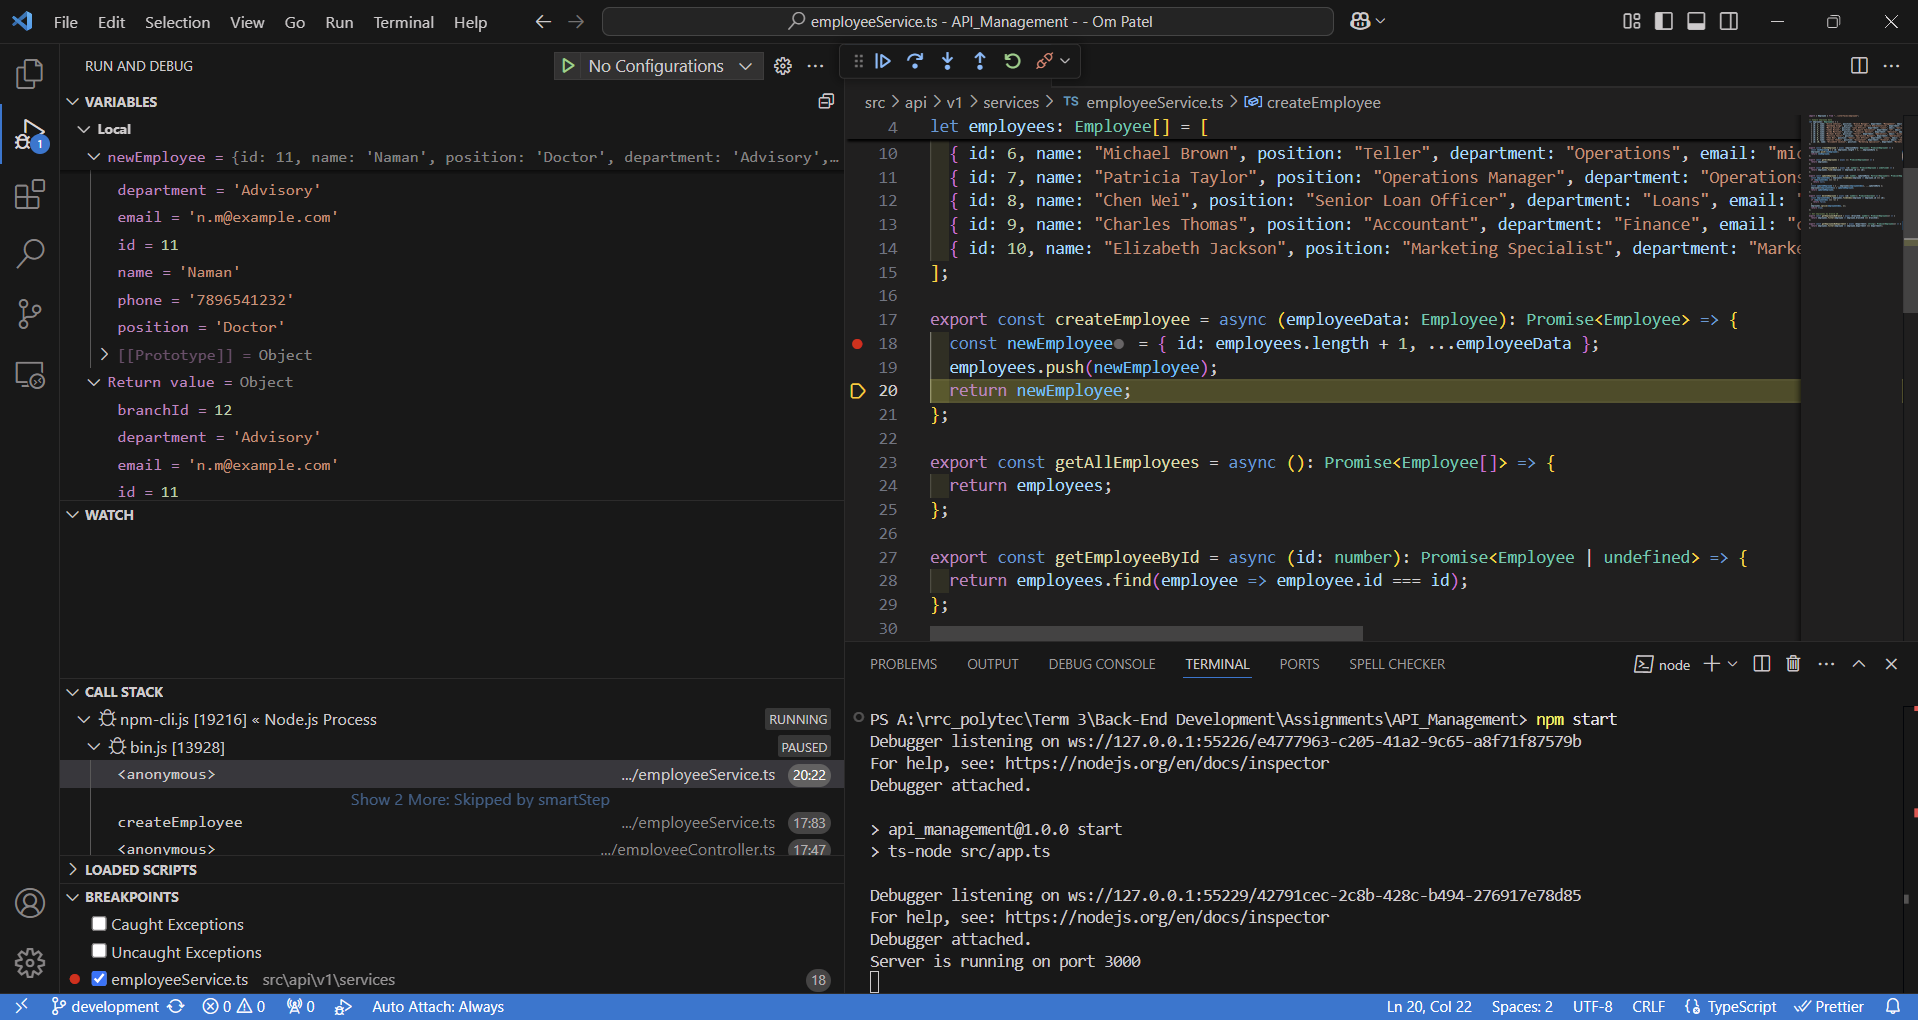 File Edit Selection View Go Run Terminal Help
employeeService.ts - API_Management - - Om Patel
RUN AND DEBUG
No Configurations
VARIABLES
Local
newEmployee = {id: 11, name: 'Naman', position: 'Doctor', department: 'Advisory',…
department = 'Advisory'
email = 'n.m@example.com'
id = 11
name = 'Naman'
phone = '7896541232'
position = 'Doctor'
[[Prototype]] = Object
Return value = Object
branchId = 12
department = 'Advisory'
email = 'n.m@example.com'
id = 11
WATCH
CALL STACK
npm-cli.js [19216] « Node.js Process RUNNING
bin.js [13928] PAUSED
<anonymous> .../employeeService.ts 20:22
Show 2 More: Skipped by smartStep
createEmployee .../employeeService.ts 17:83
<anonymous> .../employeeController.ts 17:47
LOADED SCRIPTS
BREAKPOINTS
Caught Exceptions
Uncaught Exceptions
employeeService.ts src\api\v1\services 18
src > api > v1 > services > TS employeeService.ts > createEmployee
4 let employees: Employee[] = [
10 { id: 6, name: "Michael Brown", position: "Teller", department: "Operations", email: "mic
11 { id: 7, name: "Patricia Taylor", position: "Operations Manager", department: "Operations
12 { id: 8, name: "Chen Wei", position: "Senior Loan Officer", department: "Loans", email: "
13 { id: 9, name: "Charles Thomas", position: "Accountant", department: "Finance", email: "c
14 { id: 10, name: "Elizabeth Jackson", position: "Marketing Specialist", department: "Marke
15 ];
16
17 export const createEmployee = async (employeeData: Employee): Promise<Employee> => {
18 const newEmployee = { id: employees.length + 1, ...employeeData };
19 employees.push(newEmployee);
20 return newEmployee;
21 };
22
23 export const getAllEmployees = async (): Promise<Employee[]> => {
24 return employees;
25 };
26
27 export const getEmployeeById = async (id: number): Promise<Employee | undefined> => {
28 return employees.find(employee => employee.id === id);
29 };
30
PROBLEMS OUTPUT DEBUG CONSOLE TERMINAL PORTS SPELL CHECKER
node
PS A:\rrc_polytec\Term 3\Back-End Development\Assignments\API_Management> npm start
Debugger listening on ws://127.0.0.1:55226/e4777963-c205-41a2-9c65-a8f71f87579b
For help, see: https://nodejs.org/en/docs/inspector
Debugger attached.
> api_management@1.0.0 start
> ts-node src/app.ts
Debugger listening on ws://127.0.0.1:55229/42791cec-2c8b-428c-b494-276917e78d85
For help, see: https://nodejs.org/en/docs/inspector
Debugger attached.
Server is running on port 3000
development 0 0 0 Auto Attach: Always Ln 20, Col 22 Spaces: 2 UTF-8 CRLF TypeScript Prettier